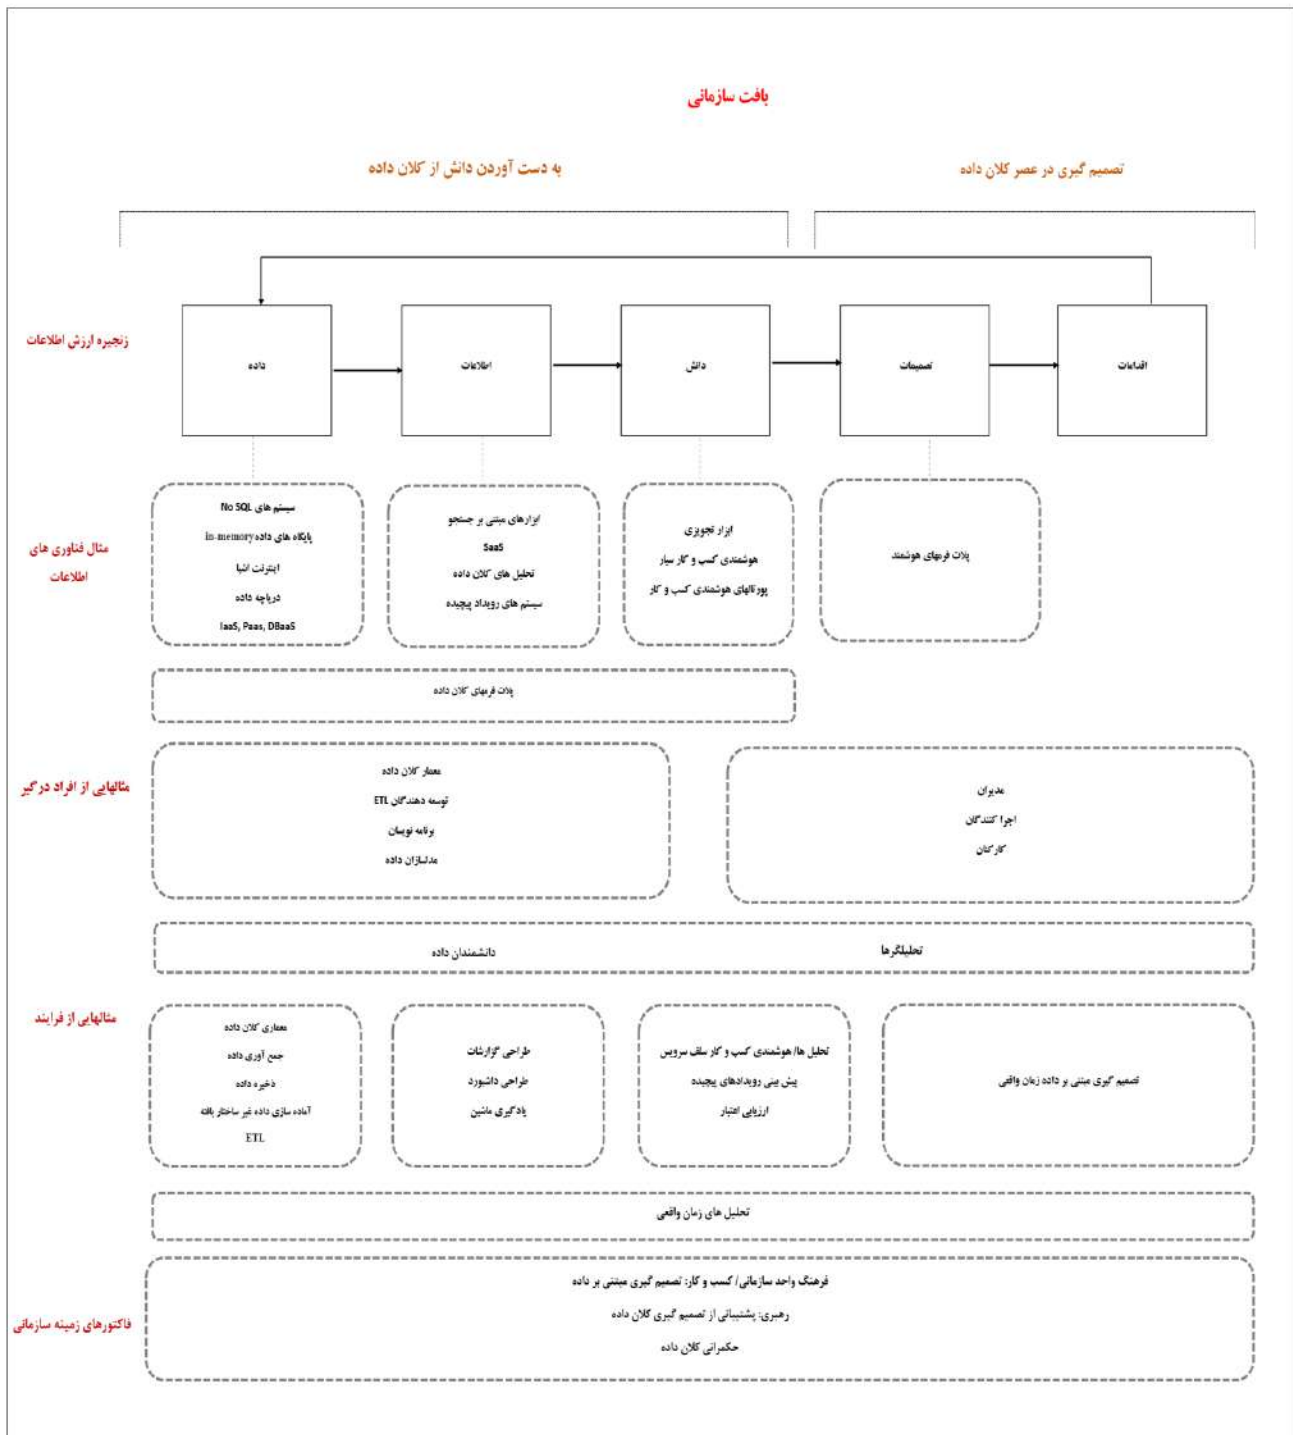 بافت سازمانی
به دست آوردن دانش از کلان داده
تصمیم گیری در عصر کلان داده
زنجیره ارزش اطلاعات
داده
اطلاعات
دانش
تصمیمات
اقدامات
مثال فناوری های
اطلاعات
سیستم های No SQL
پایگاه های داده in-memory
اینترنت اشیا
دریاچه داده
IaaS, Paas, DBaaS
ابزارهای مبتنی بر جستجو
SaaS
تحلیل های کلان داده
سیستم های رویداد پیچیده
ابزار تجویزی
هوشمندی کسب و کار سیار
پورتالهای هوشمندی کسب و کار
پلات فرمهای هوشمند
پلات فرمهای کلان داده
مثالهایی از افراد درگیر
معمار کلان داده
توسعه دهندگان ETL
برنامه نویسان
مدلسازان داده
مدیران
اجرا کنندگان
کارکنان
دانشمندان داده
تحلیلگرها
مثالهایی از فرایند
معماری کلان داده
جمع آوری داده
ذخیره داده
آماده سازی داده غیر ساختار یافته
ETL
طراحی گزارشات
طراحی داشبورد
یادگیری ماشین
تحلیل ها/ هوشمندی کسب و کار سلف سرویس
پیش بینی رویدادهای پیچیده
ارزیابی اعتبار
تصمیم گیری مبتنی بر داده زمان واقعی
تحلیل های زمان واقعی
فاکتورهای زمینه سازمانی
فرهنگ واحد سازمانی/ کسب و کار: تصمیم گیری مبتنی بر داده
رهبری: پشتیبانی از تصمیم گیری کلان داده
حکمرانی کلان داده